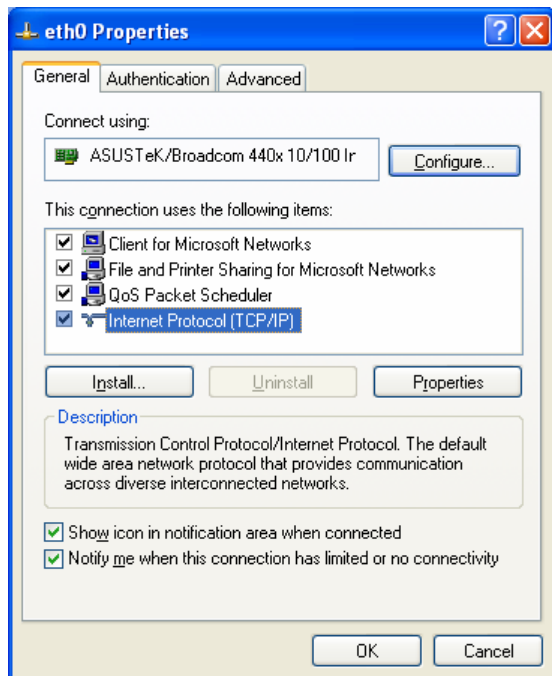 eth0 Properties
General Authentication Advanced
Connect using:
ASUSTeK/Broadcom 440x 10/100 Ir
Configure...
This connection uses the following items:
Client for Microsoft Networks
File and Printer Sharing for Microsoft Networks
QoS Packet Scheduler
Internet Protocol (TCP/IP)
Install... Uninstall Properties
Description
Transmission Control Protocol/Internet Protocol. The default
wide area network protocol that provides communication
across diverse interconnected networks.
Show icon in notification area when connected
Notify me when this connection has limited or no connectivity
OK Cancel